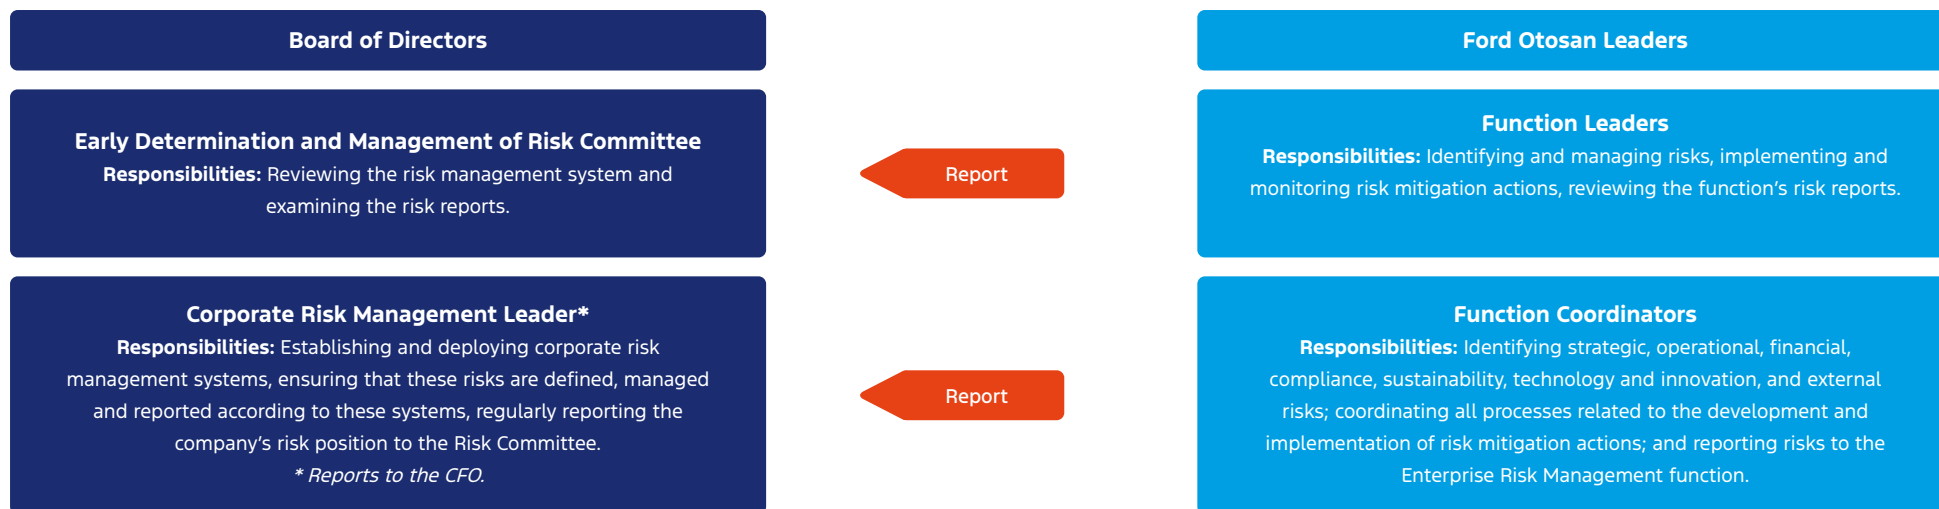 Board of Directors
Early Determination and Management of Risk Committee
Responsibilities: Reviewing the risk management system and
examining the risk reports.
Corporate Risk Management Leader*
Responsibilities: Establishing and deploying corporate risk
management systems, ensuring that these risks are defined, managed
and reported according to these systems, regularly reporting the
company’s risk position to the Risk Committee.
* Reports to the CFO.
Report
Report
Ford Otosan Leaders
Function Leaders
Responsibilities: Identifying and managing risks, implementing and
monitoring risk mitigation actions, reviewing the function’s risk reports.
Function Coordinators
Responsibilities: Identifying strategic, operational, financial,
compliance, sustainability, technology and innovation, and external
risks; coordinating all processes related to the development and
implementation of risk mitigation actions; and reporting risks to the
Enterprise Risk Management function.